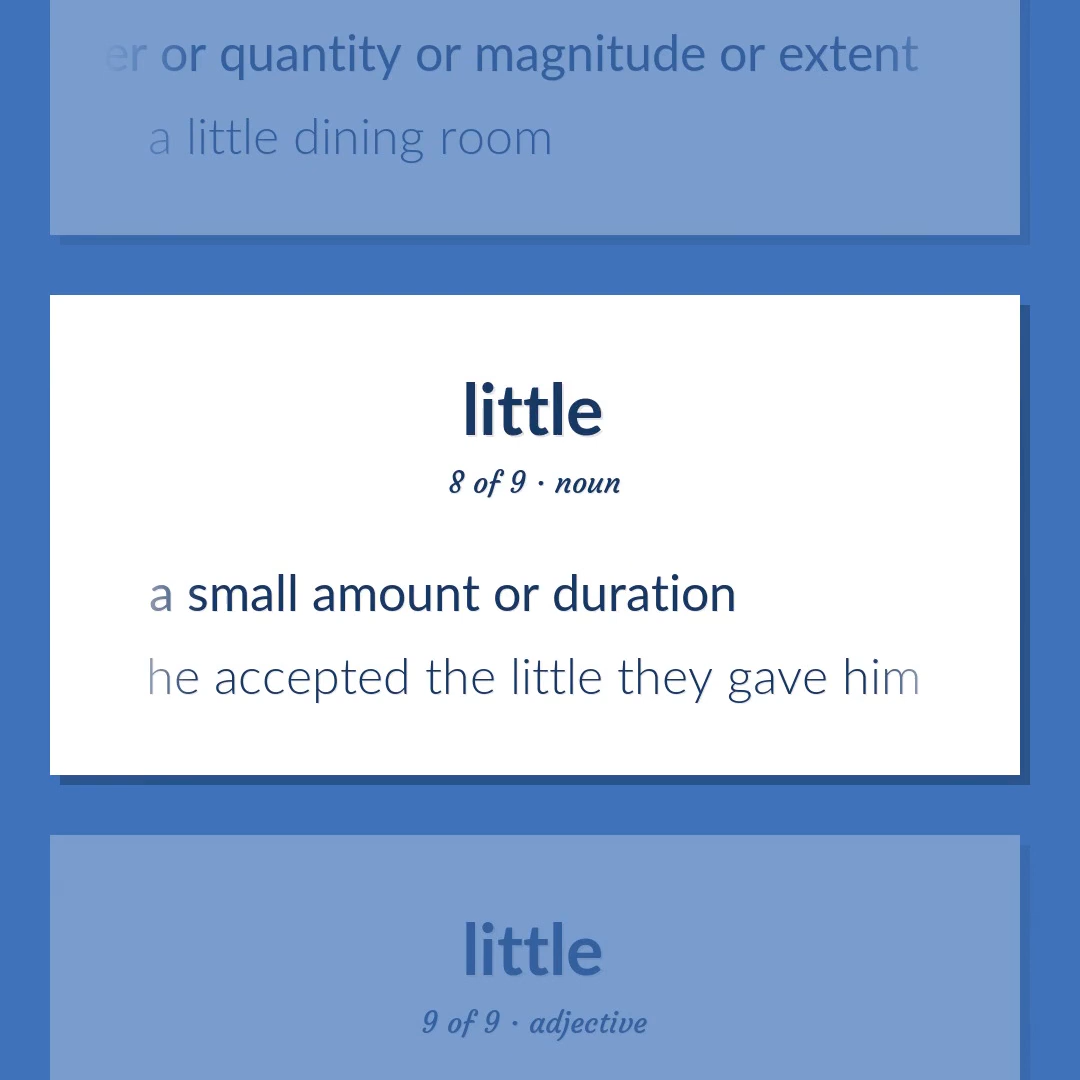 er or quantity or magnitude or extent
a little dining room
little
8 of 9 · noun
a small amount or duration
he accepted the little they gave him
little
9 of 9 · adjective